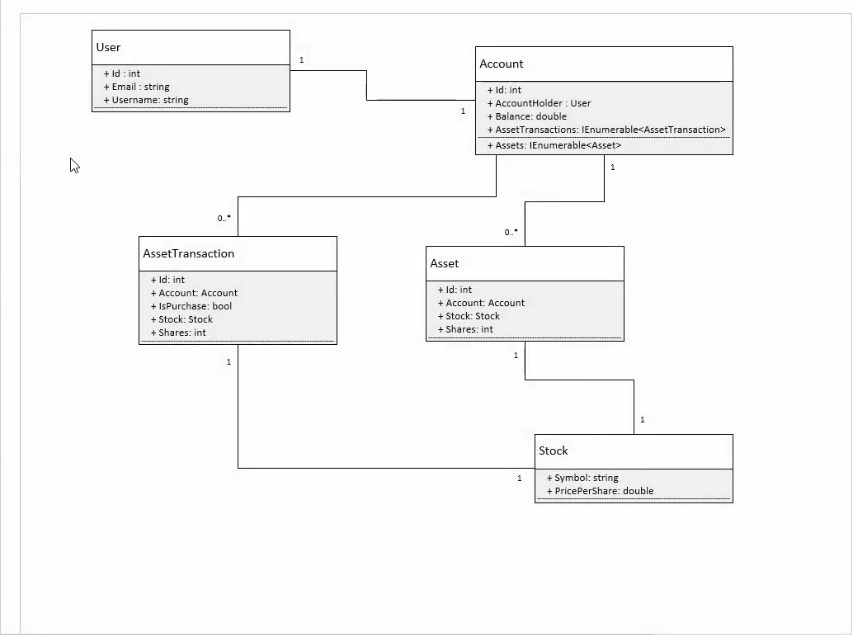 User
+ Id : int
+ Email : string
+ Username: string
1
1
Account
+ Id: int
+ AccountHolder : User
+ Balance: double
+ AssetTransactions: IEnumerable<AssetTransaction>
+ Assets: IEnumerable<Asset>
1
0..*
0..*
AssetTransaction
+ Id: int
+ Account: Account
+ IsPurchase: bool
+ Stock: Stock
+ Shares: int
1
Asset
+ Id: int
+ Account: Account
+ Stock: Stock
+ Shares: int
1
1
1
Stock
+ Symbol: string
+ PricePerShare: double